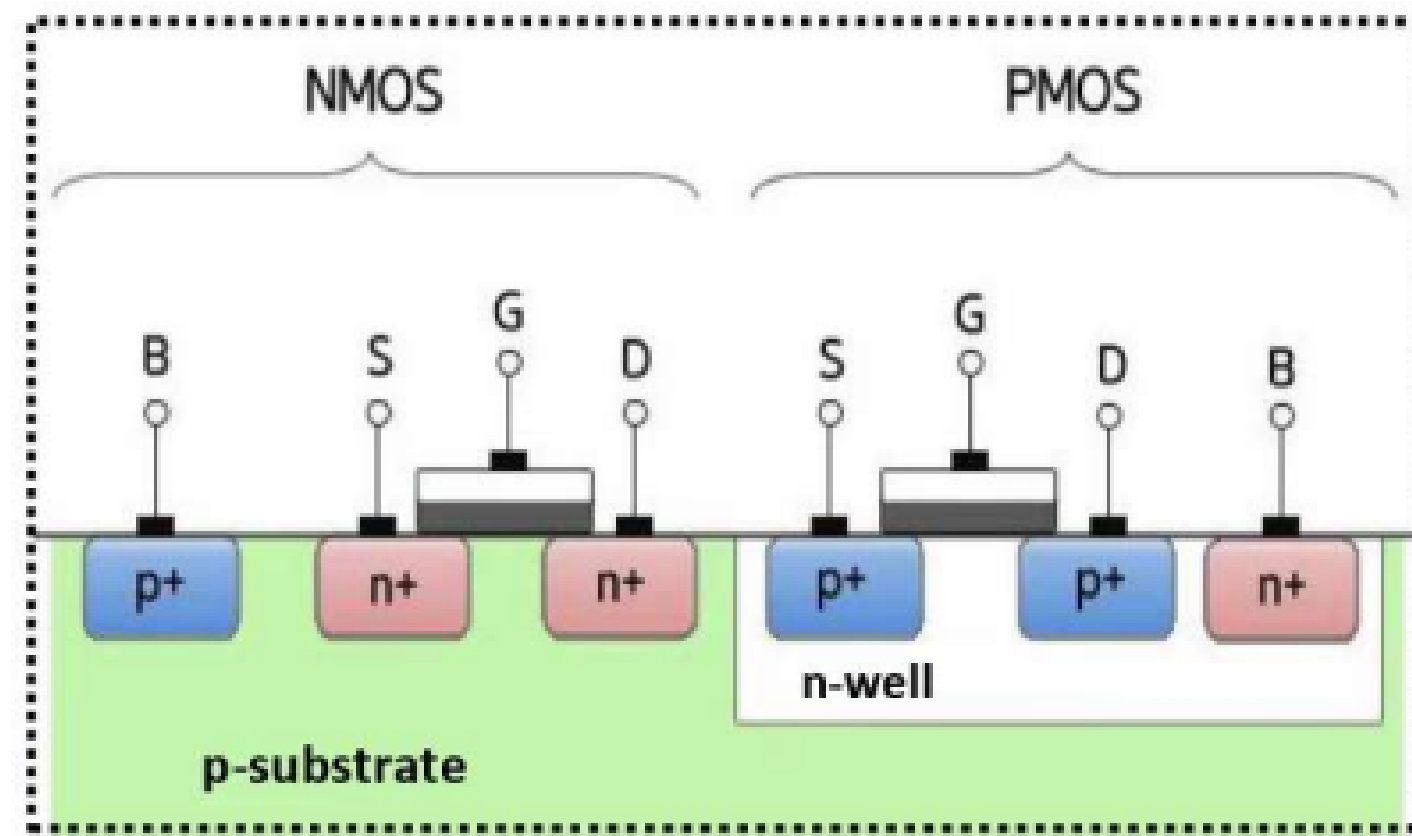 NMOS PMOS
B S G D S G D B
p+ n+ n+ p+ p+ n+
n-well
p-substrate